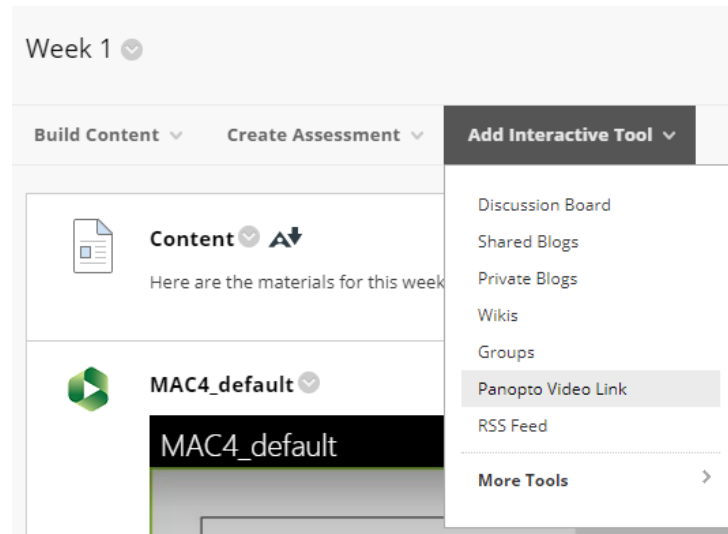 Week 1
Build Content
Create Assessment
Add Interactive Tool
Discussion Board
Shared Blogs
Private Blogs
Wikis
Groups
Panopto Video Link
RSS Feed
More Tools
Content
Here are the materials for this week
MAC4_default
MAC4_default